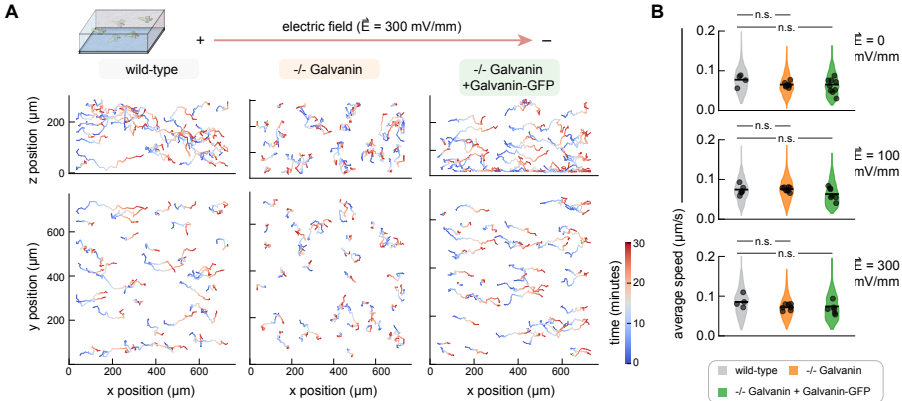 A
electric field (E⃗ = 300 mV/mm)
+
−
wild-type
-/- Galvanin
-/- Galvanin
+Galvanin-GFP
z position (µm)
200
0
y position (µm)
600
400
200
0 200 400 600
0 200 400 600
0 200 400 600
x position (µm)
x position (µm)
x position (µm)
time (minutes)
30
20
10
0
B
average speed (µm/s)
n.s.
n.s.
0.1
0.0
E⃗ = 0
mV/mm
n.s.
n.s.
0.2
0.1
0.0
E⃗ = 100
mV/mm
n.s.
n.s.
0.2
0.1
0.0
E⃗ = 300
mV/mm
wild-type
-/- Galvanin
-/- Galvanin + Galvanin-GFP